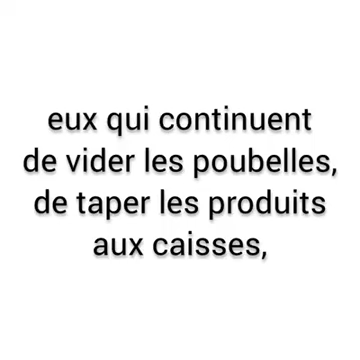 eux qui continuent
de vider les poubelles,
de taper les produits
aux caisses,